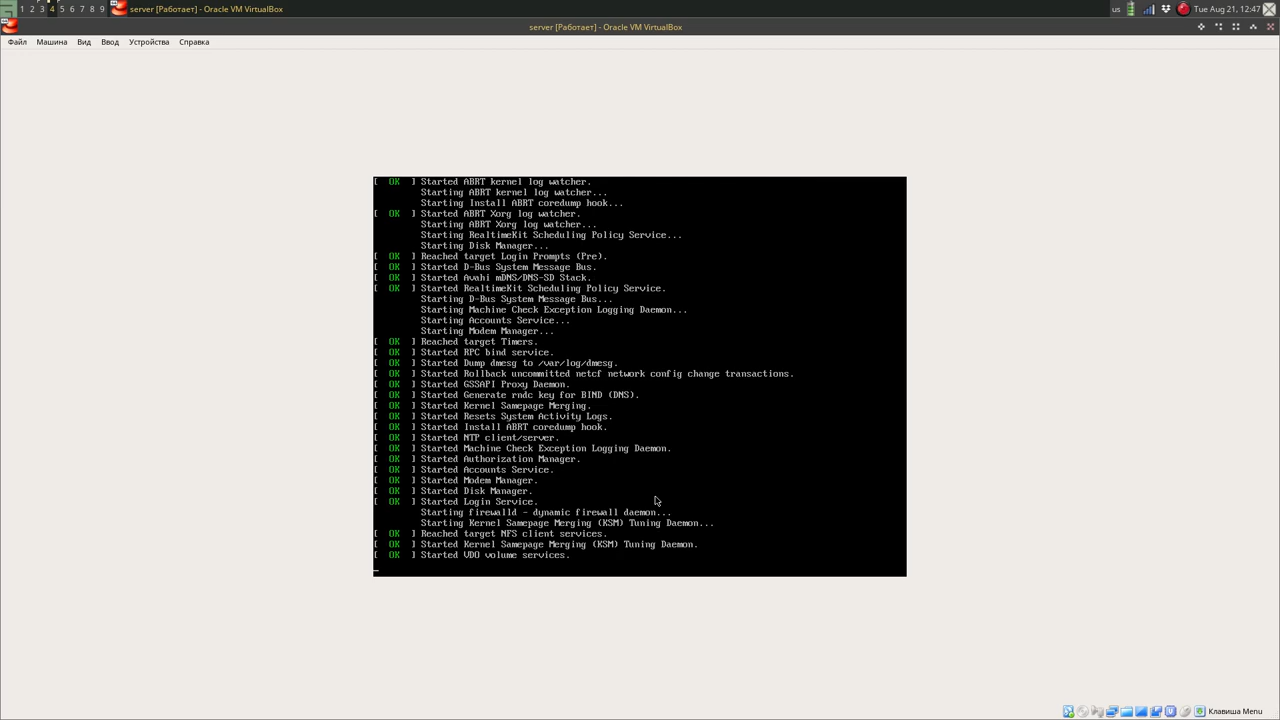 1 2 3 4 5 6 7 8 9 server [Работает] - Oracle VM VirtualBox us Tue Aug 21, 12:47
server [Работает] - Oracle VM VirtualBox
Файл Машина Вид Ввод Устройства Справка
[ OK ] Started ABRT kernel log watcher.
Starting ABRT kernel log watcher...
Starting Install ABRT coredump hook...
[ OK ] Started ABRT Xorg log watcher.
Starting ABRT Xorg log watcher...
Starting RealtimeKit Scheduling Policy Service...
Starting Disk Manager...
[ OK ] Reached target Login Prompts (Pre).
[ OK ] Started D-Bus System Message Bus.
[ OK ] Started Avahi mDNS/DNS-SD Stack.
[ OK ] Started RealtimeKit Scheduling Policy Service.
Starting D-Bus System Message Bus...
Starting Machine Check Exception Logging Daemon...
Starting Accounts Service...
Starting Modem Manager...
[ OK ] Reached target Timers.
[ OK ] Started RPC bind service.
[ OK ] Started Dump dmesg to /var/log/dmesg.
[ OK ] Started Rollback uncommitted netcf network config change transactions.
[ OK ] Started GSSAPI Proxy Daemon.
[ OK ] Started Generate rndc key for BIND (DNS).
[ OK ] Started Kernel Samepage Merging.
[ OK ] Started Resets System Activity Logs.
[ OK ] Started Install ABRT coredump hook.
[ OK ] Started NTP client/server.
[ OK ] Started Machine Check Exception Logging Daemon.
[ OK ] Started Authorization Manager.
[ OK ] Started Accounts Service.
[ OK ] Started Modem Manager.
[ OK ] Started Disk Manager.
[ OK ] Started Login Service.
Starting firewalld - dynamic firewall daemon...
Starting Kernel Samepage Merging (KSM) Tuning Daemon...
[ OK ] Reached target NFS client services.
[ OK ] Started Kernel Samepage Merging (KSM) Tuning Daemon.
[ OK ] Started VDO volume services.
Клавиша Menu